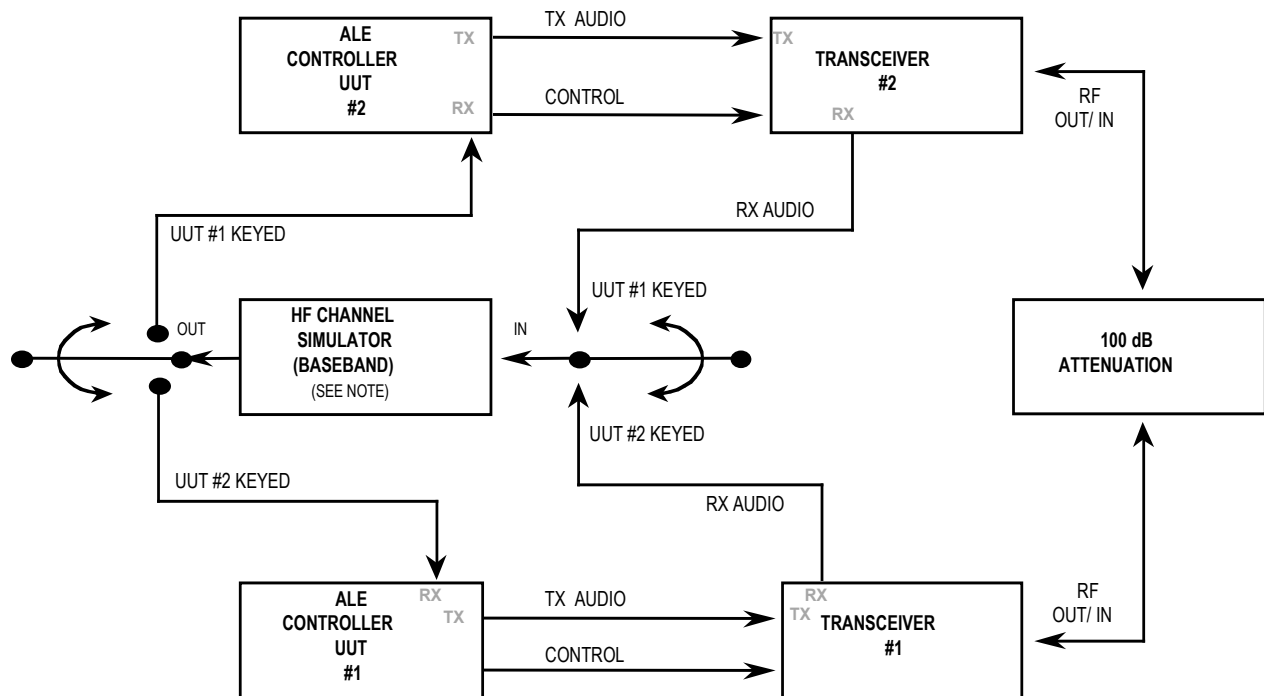 ALE
CONTROLLER
UUT
#2
TX
RX
TX AUDIO
CONTROL
TX
TRANSCEIVER
#2
RX
RF
OUT/ IN
RX AUDIO
UUT #1 KEYED
UUT #1 KEYED
OUT
HF CHANNEL
SIMULATOR
(BASEBAND)
(SEE NOTE)
IN
100 dB
ATTENUATION
UUT #2 KEYED
UUT #2 KEYED
RX AUDIO
ALE
CONTROLLER
UUT
#1
RX
TX
TX AUDIO
CONTROL
RX
TX
TRANSCEIVER
#1
RF
OUT/ IN